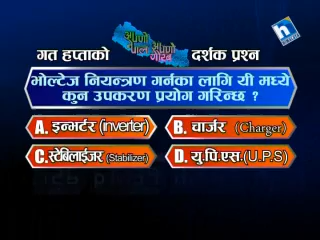 h
गत हप्ताको दर्शक प्रश्न
भोल्टेज नियन्त्रण गर्नका लागि यी मध्ये
कुन उपकरण प्रयोग गरिन्छ ?
A. इन्भर्टर (inverter)
B. चार्जर (Charger)
C. स्टेबिलाईजर (Stabilizer)
D. यु.पि.एस.(U.P.S)